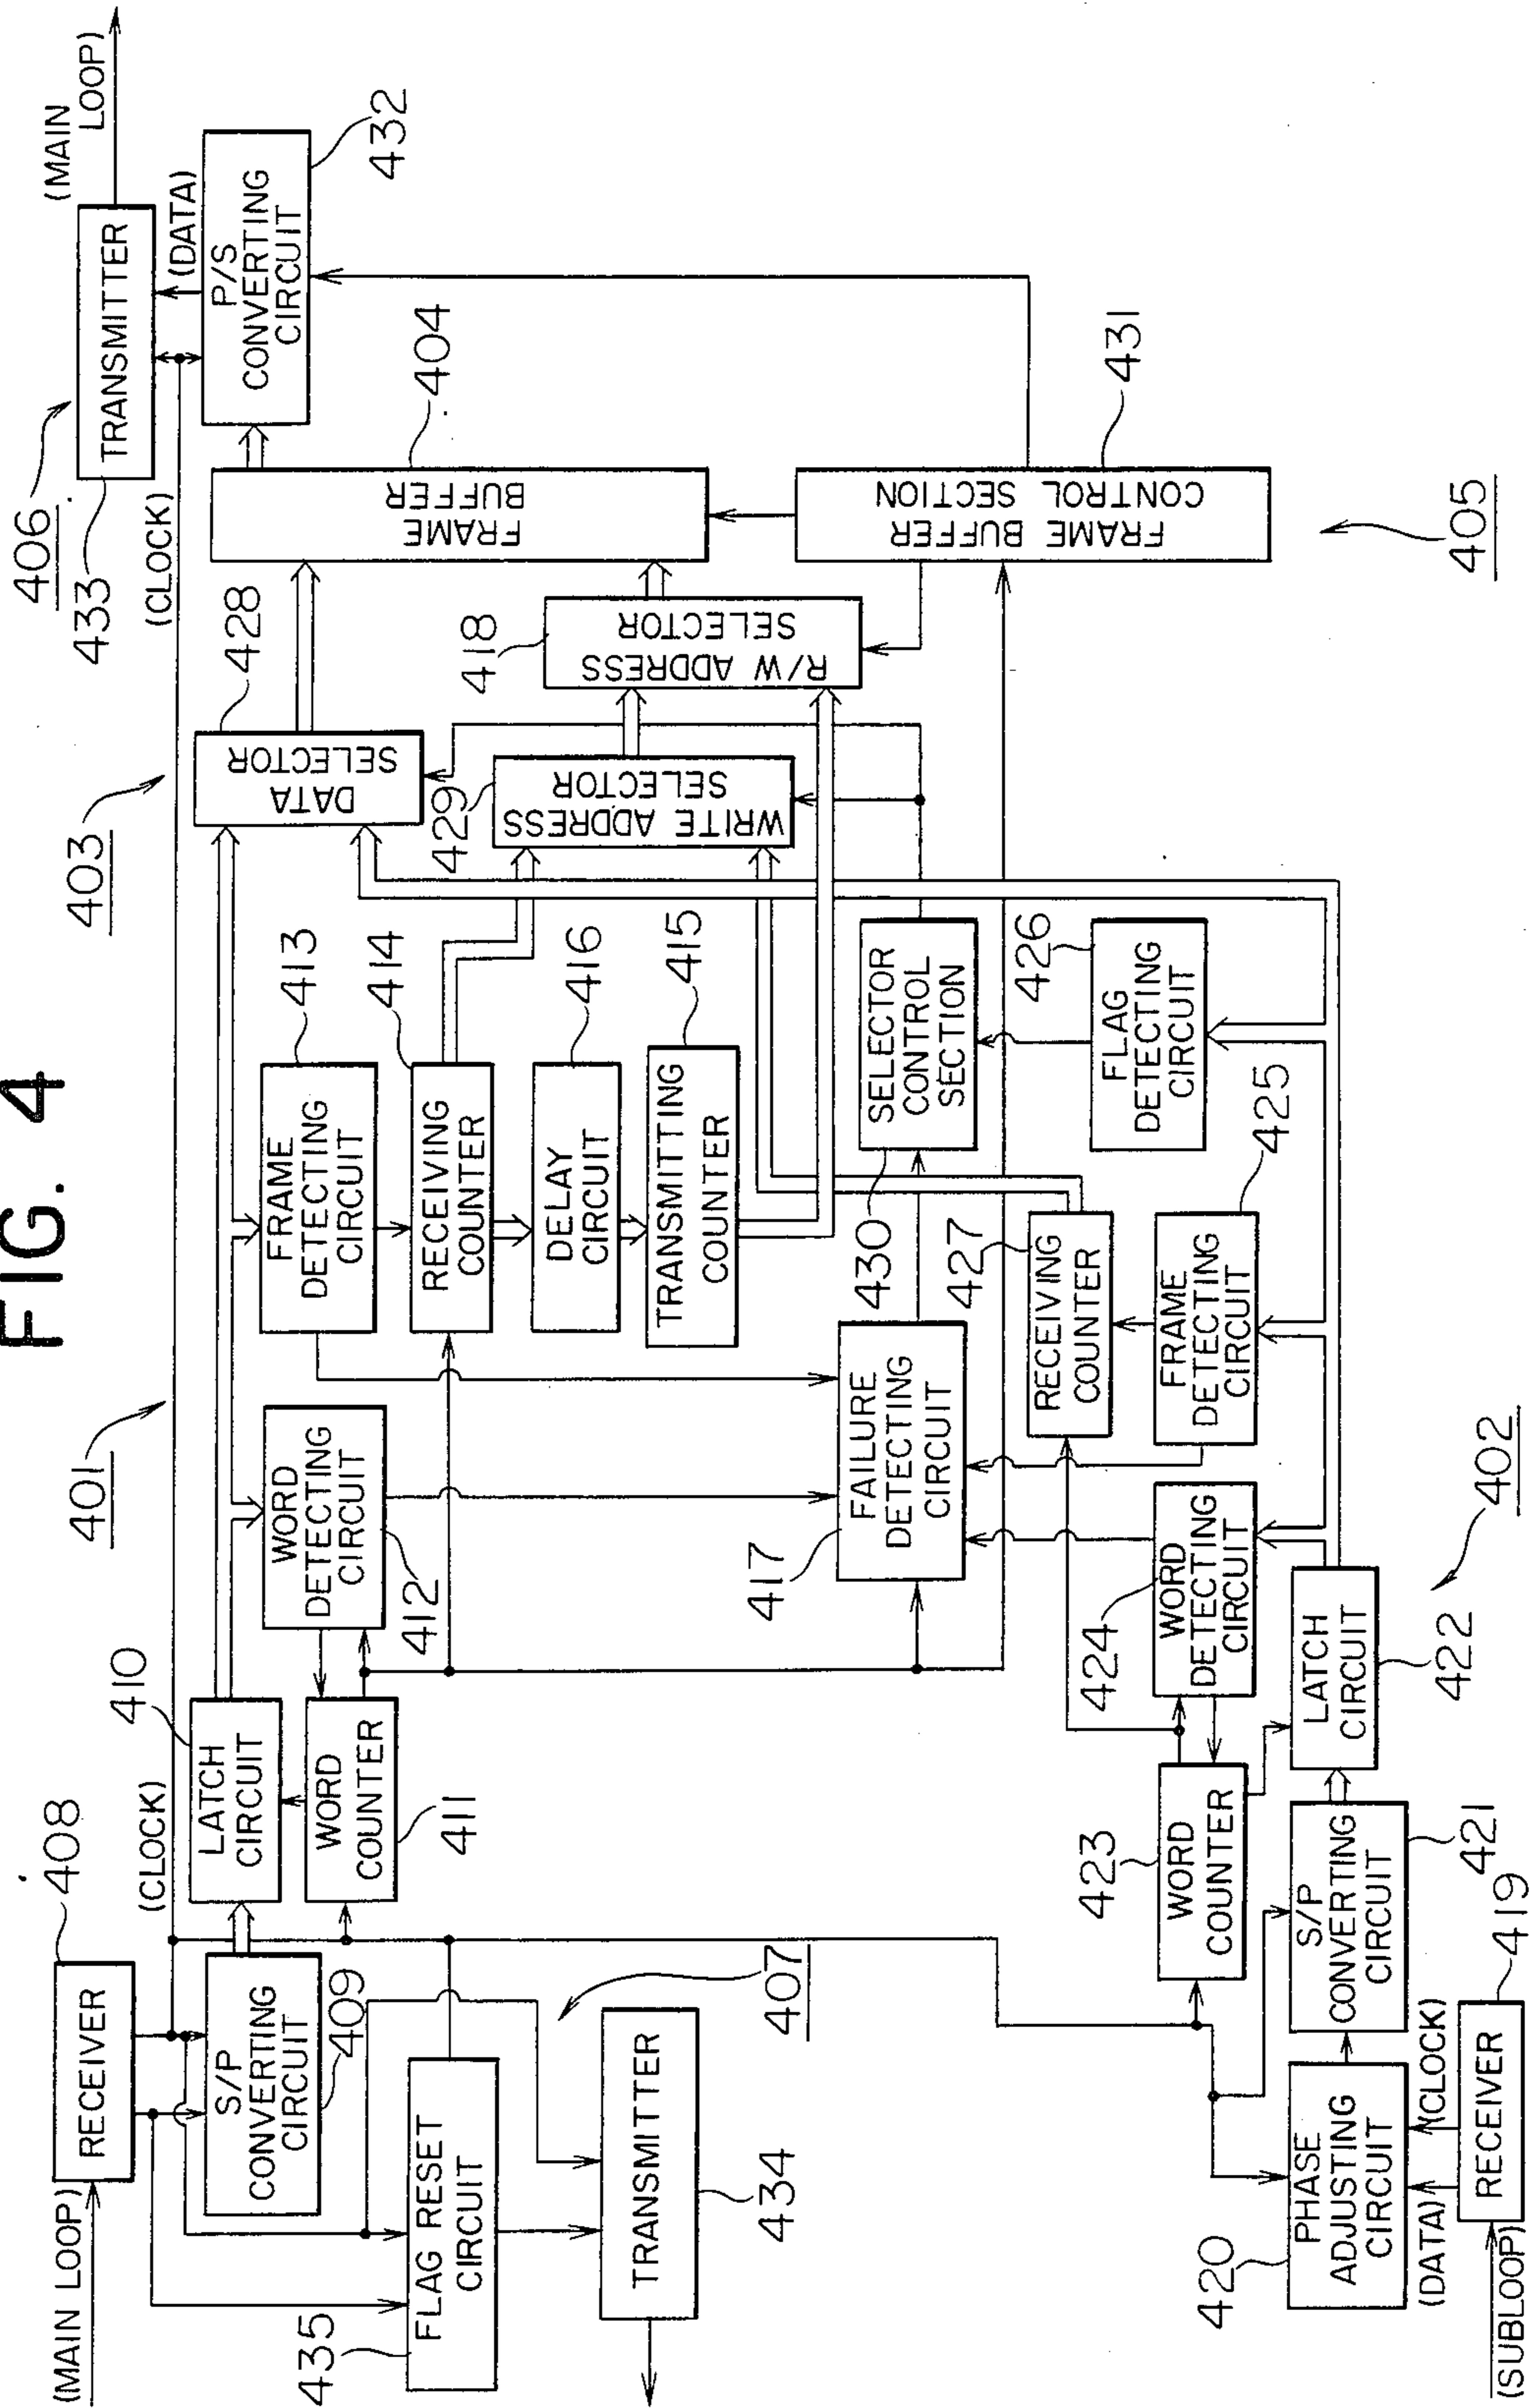 FIG. 4
(MAIN LOOP)
408
RECEIVER
S/P
CONVERTING
CIRCUIT
409
(CLOCK)
410
LATCH
CIRCUIT
WORD
COUNTER
411
401
WORD
DETECTING
CIRCUIT
412
FRAME
DETECTING
CIRCUIT
413
RECEIVING
COUNTER
414
DELAY
CIRCUIT
416
TRANSMITTING
COUNTER
415
403
DATA
SELECTOR
428
WRITE ADDRESS
SELECTOR
429
R/W ADDRESS
SELECTOR
418
(CLOCK)
433
406
TRANSMITTER
(MAIN
LOOP)
(DATA)
P/S
CONVERTING
CIRCUIT
432
FRAME
BUFFER
404
FRAME BUFFER
CONTROL SECTION
431
405
435
FLAG RESET
CIRCUIT
407
TRANSMITTER
434
417
FAILURE
DETECTING
CIRCUIT
430
SELECTOR
CONTROL
SECTION
426
FLAG
DETECTING
CIRCUIT
427
RECEIVING
COUNTER
425
FRAME
DETECTING
CIRCUIT
424
WORD
DETECTING
CIRCUIT
423
WORD
COUNTER
402
LATCH
CIRCUIT
422
S/P
CONVERTING
CIRCUIT
421
420
PHASE
ADJUSTING
CIRCUIT
(DATA)
(CLOCK)
419
RECEIVER
(SUBLOOP)